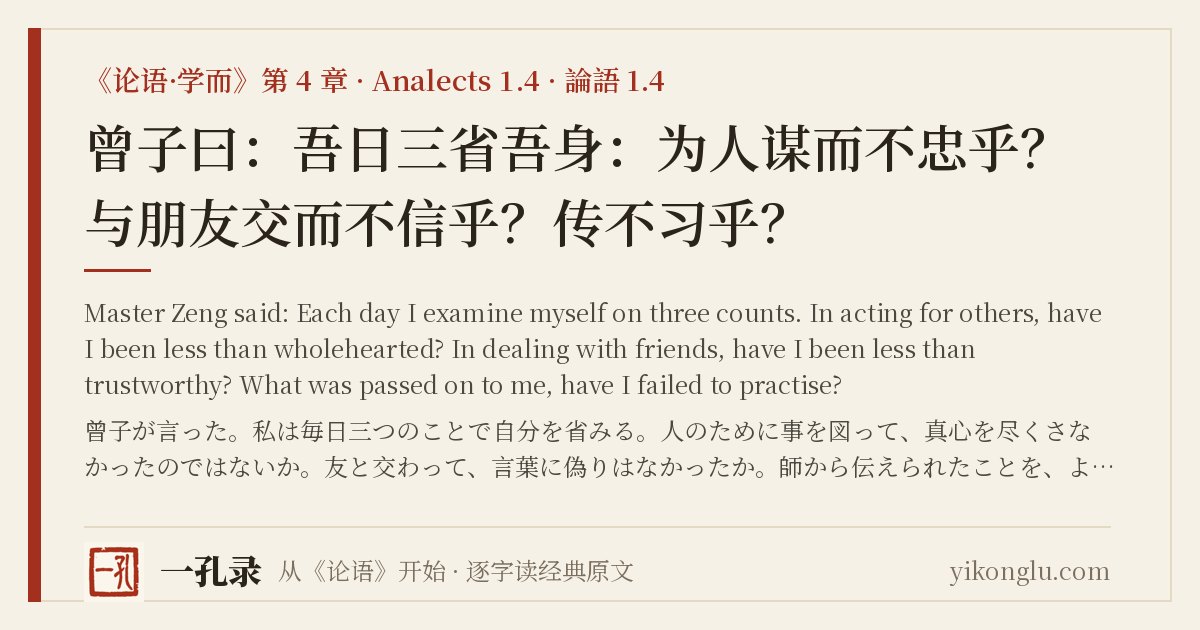 《论语·学而》第 4 章 · Analects 1.4 · 論語 1.4
曾子曰：吾日三省吾身：为人谋而不忠乎？
与朋友交而不信乎？传不习乎？
Master Zeng said: Each day I examine myself on three counts. In acting for others, have
I been less than wholehearted? In dealing with friends, have I been less than
trustworthy? What was passed on to me, have I failed to practise?
曾子が言った。私は毎日三つのことで自分を省みる。人のために事を図って、真心を尽くさな
かったのではないか。友と交わって、言葉に偽りはなかったか。師から伝えられたことを、よ…
一孔
一孔录 从《论语》开始 · 逐字读经典原文 yikonglu.com